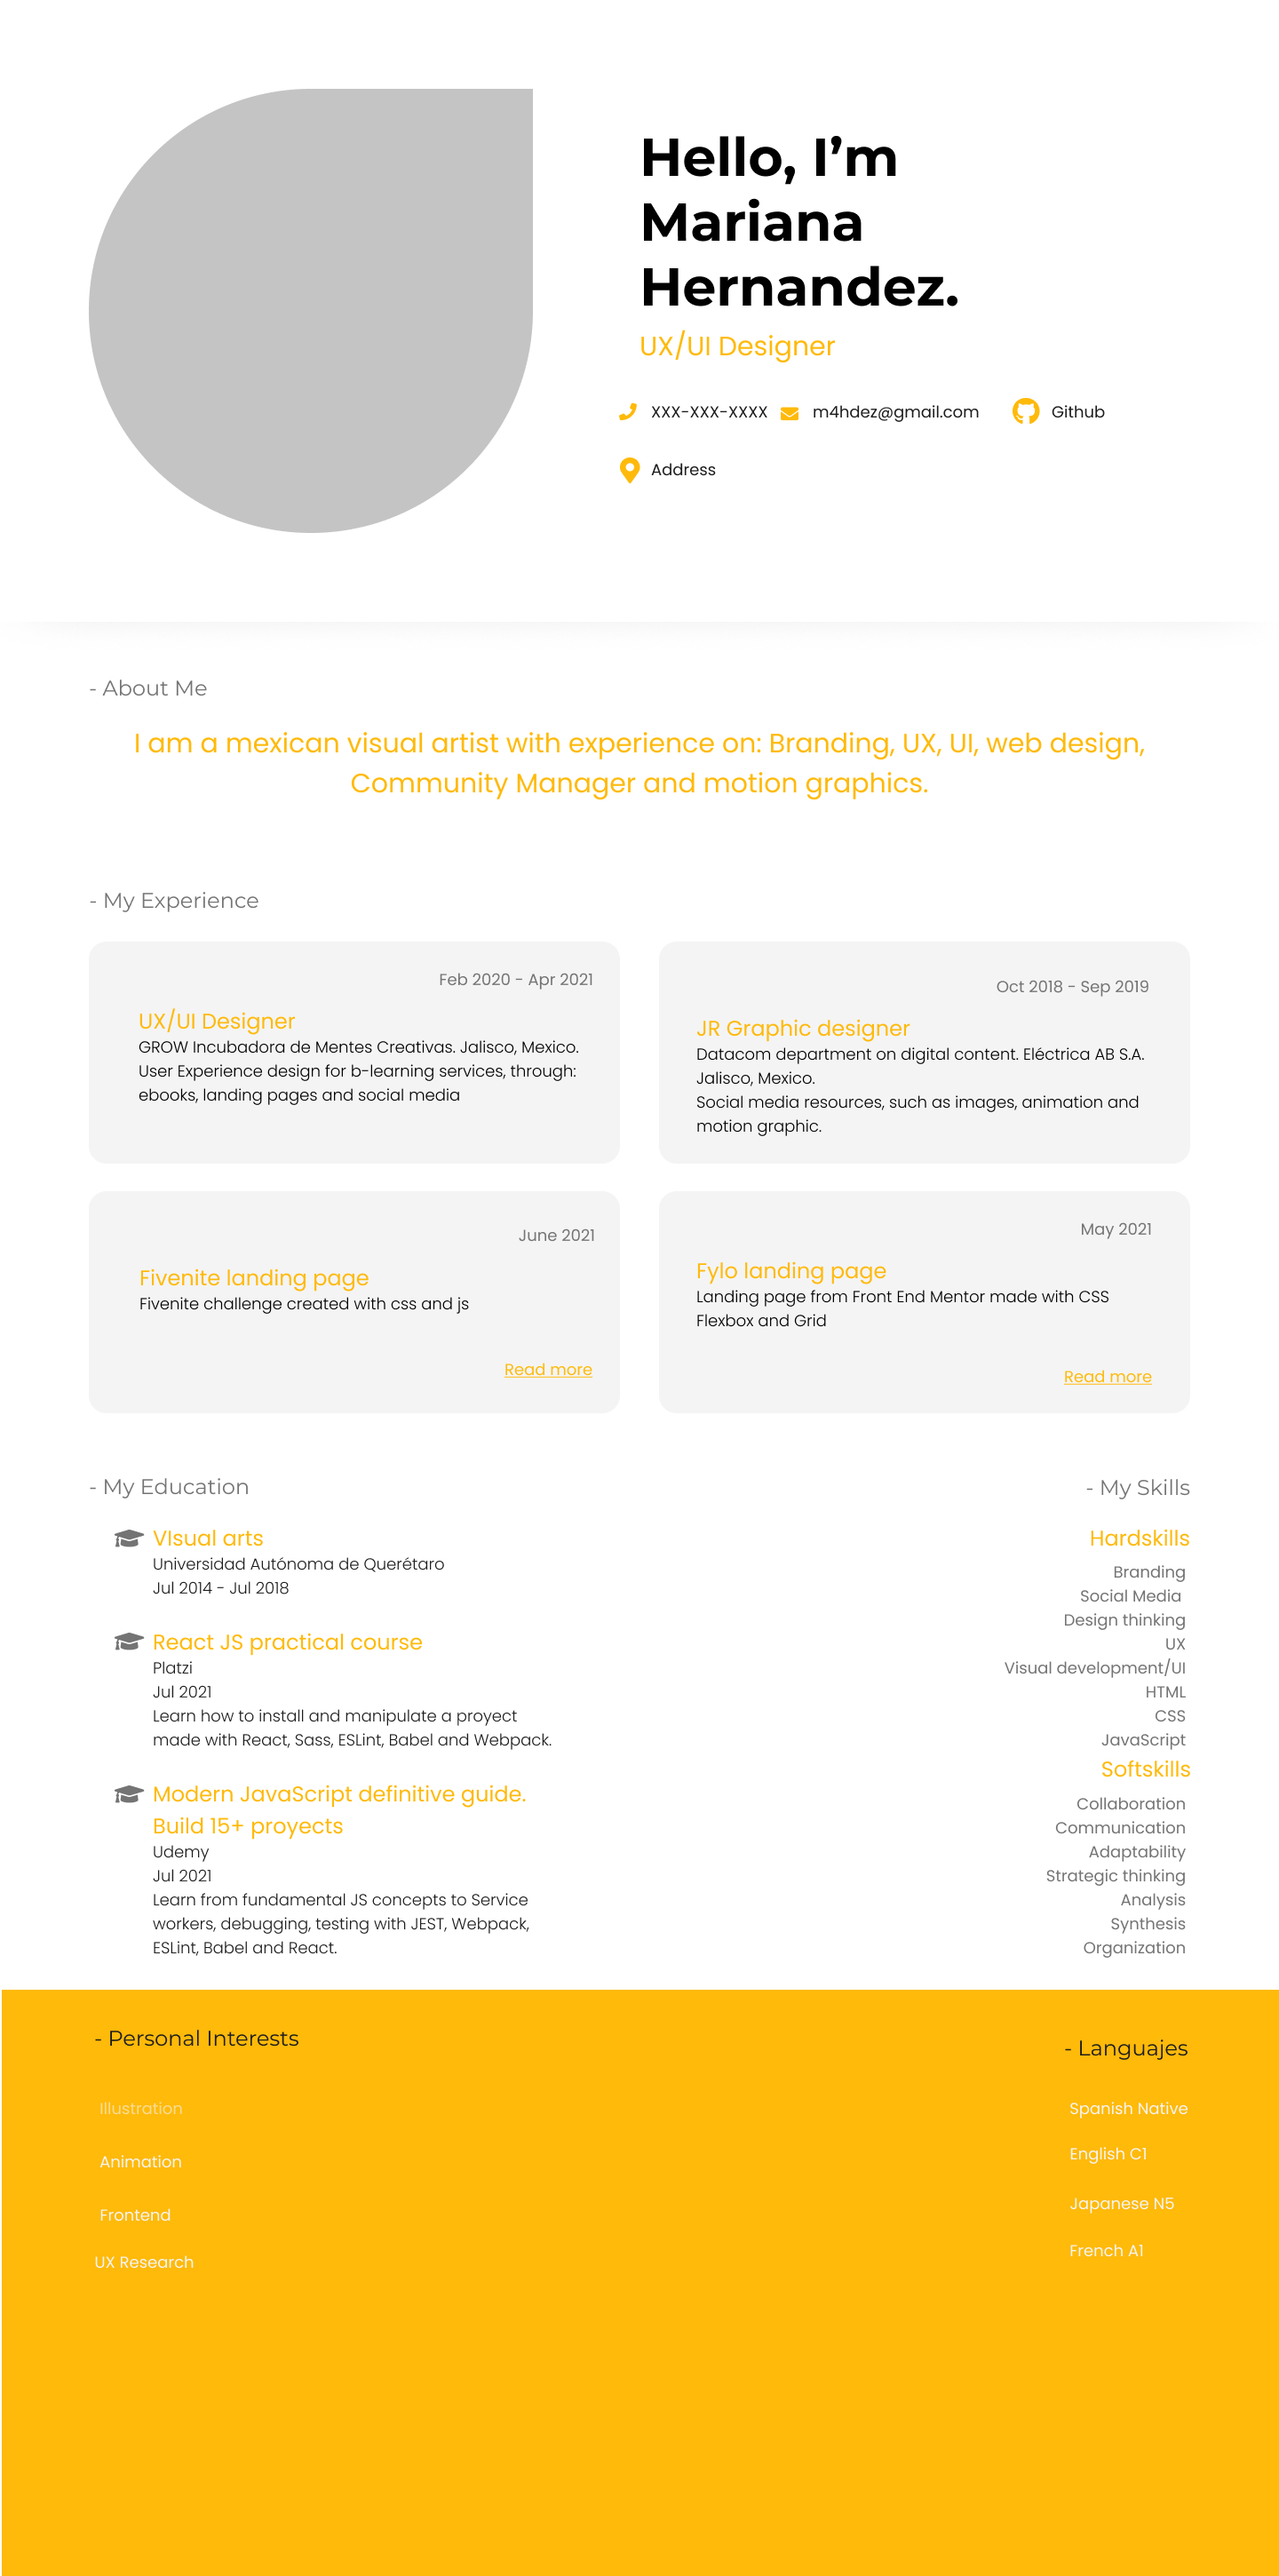 Hello, I’m
Mariana
Hernandez.
UX/UI Designer
XXX-XXX-XXXX
m4hdez@gmail.com
Github
Address
- About Me
I am a mexican visual artist with experience on: Branding, UX, UI, web design,
Community Manager and motion graphics.
- My Experience
Feb 2020 - Apr 2021
UX/UI Designer
GROW Incubadora de Mentes Creativas. Jalisco, Mexico.
User Experience design for b-learning services, through:
ebooks, landing pages and social media
Oct 2018 - Sep 2019
JR Graphic designer
Datacom department on digital content. Eléctrica AB S.A.
Jalisco, Mexico.
Social media resources, such as images, animation and
motion graphic.
June 2021
Fivenite landing page
Fivenite challenge created with css and js
Read more
May 2021
Fylo landing page
Landing page from Front End Mentor made with CSS
Flexbox and Grid
Read more
- My Education
VIsual arts
Universidad Autónoma de Querétaro
Jul 2014 - Jul 2018
React JS practical course
Platzi
Jul 2021
Learn how to install and manipulate a proyect
made with React, Sass, ESLint, Babel and Webpack.
Modern JavaScript definitive guide.
Build 15+ proyects
Udemy
Jul 2021
Learn from fundamental JS concepts to Service
workers, debugging, testing with JEST, Webpack,
ESLint, Babel and React.
- My Skills
Hardskills
Branding
Social Media
Design thinking
UX
Visual development/UI
HTML
CSS
JavaScript
Softskills
Collaboration
Communication
Adaptability
Strategic thinking
Analysis
Synthesis
Organization
- Personal Interests
Illustration
Animation
Frontend
UX Research
- Languajes
Spanish Native
English C1
Japanese N5
French A1